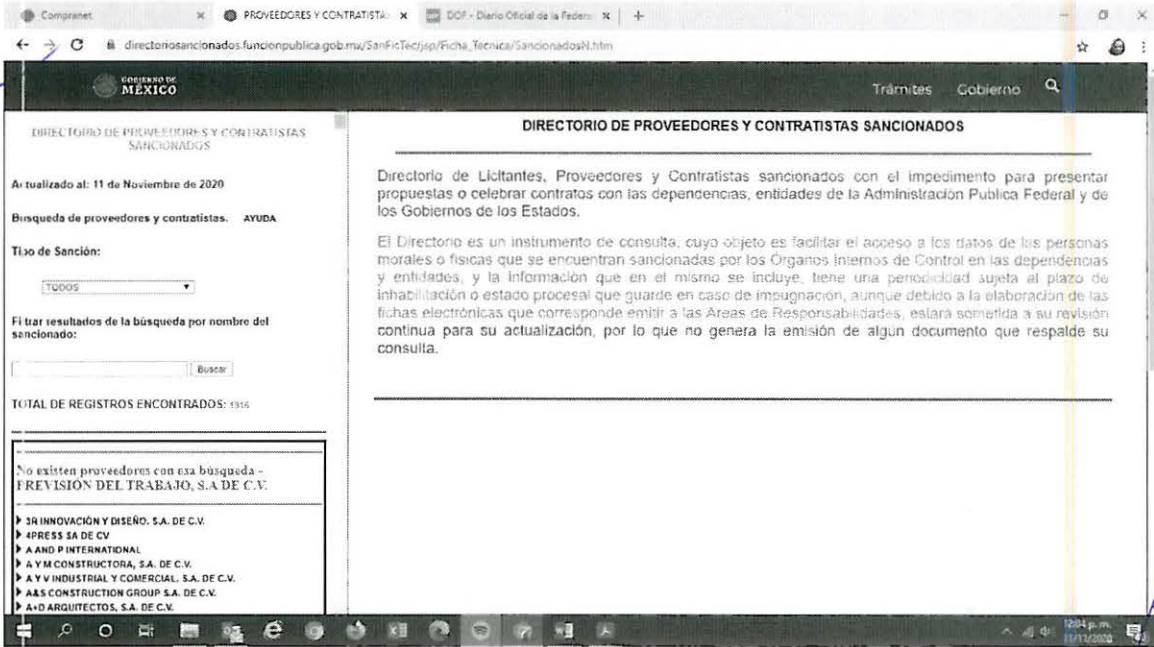 Compranet
PROVEEDORES Y CONTRATISTA
DOF - Diario Oficial de la Federa
directoriosancionados.funcionpublica.gob.mx/SanFicTec/jsp/Ficha_Tecnica/SancionadosN.htm
GOBIERNO DE
MÉXICO
Trámites Gobierno
DIRECTORIO DE PROVEEDORES Y CONTRATISTAS
SANCIONADOS
Actualizado al: 11 de Noviembre de 2020
Búsqueda de proveedores y contratistas. AYUDA
Tipo de Sanción:
TODOS
Filtrar resultados de la búsqueda por nombre del
sancionado:
Buscar
TOTAL DE REGISTROS ENCONTRADOS: 1916
No existen proveedores con esa búsqueda -
PREVISIÓN DEL TRABAJO, S.A DE C.V.
3R INNOVACIÓN Y DISEÑO. S.A. DE C.V.
4PRESS SA DE CV
A AND P INTERNATIONAL
A Y M CONSTRUCTORA, S.A. DE C.V.
A Y V INDUSTRIAL Y COMERCIAL. S.A. DE C.V.
A&S CONSTRUCTION GROUP S.A. DE C.V.
A+D ARQUITECTOS, S.A. DE C.V.
DIRECTORIO DE PROVEEDORES Y CONTRATISTAS SANCIONADOS
Directorio de Licitantes, Proveedores y Contratistas sancionados con el impedimento para presentar
propuestas o celebrar contratos con las dependencias, entidades de la Administración Publica Federal y de
los Gobiernos de los Estados.
El Directorio es un instrumento de consulta, cuyo objeto es facilitar el acceso a los datos de las personas
morales o físicas que se encuentran sancionadas por los Órganos Internos de Control en las dependencias
y entidades, y la información que en el mismo se incluye, tiene una periodicidad sujeta al plazo de
inhabilitación o estado procesal que guarde en caso de impugnación, aunque debido a la elaboración de las
fichas electrónicas que corresponde emitir a las Áreas de Responsabilidades, estará sometida a su revisión
continua para su actualización, por lo que no genera la emisión de algún documento que respalde su
consulta.
12:04 p. m.
11/11/2020